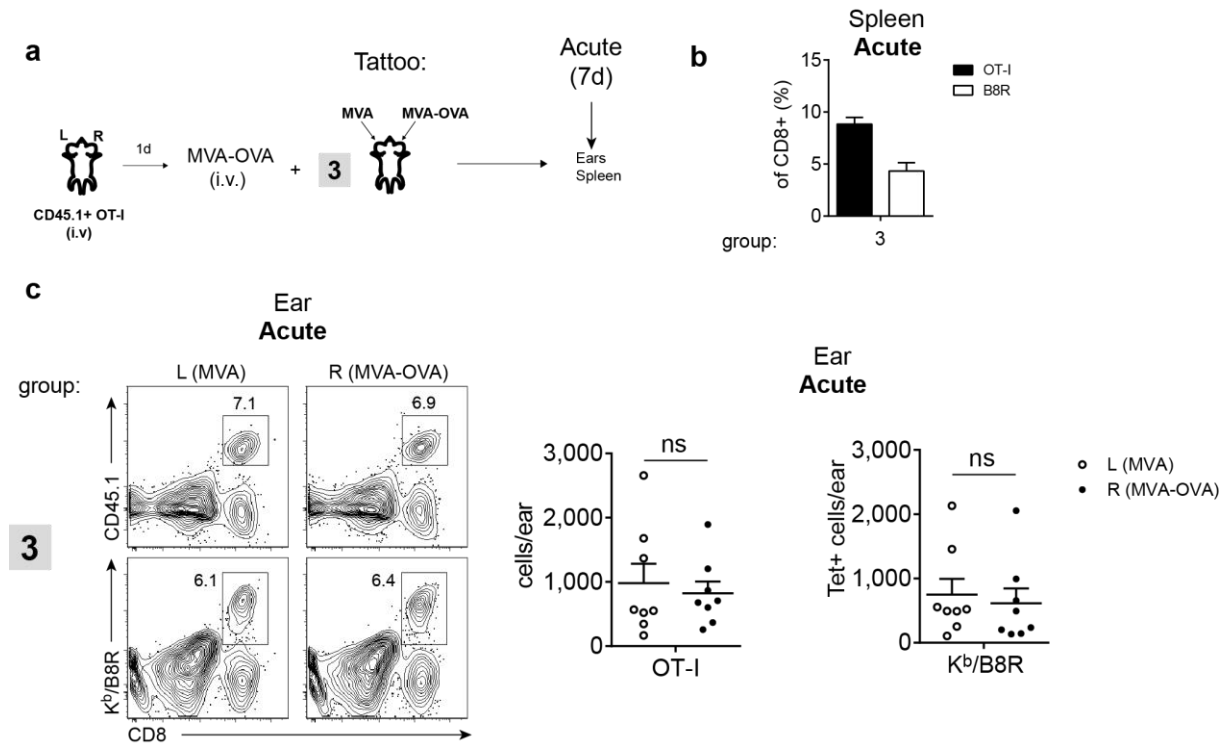 a
Tattoo:
Acute
(7d)
MVA
MVA-OVA
L R
1d
MVA-OVA
(i.v.)
+
3
Ears
Spleen
CD45.1+ OT-I
(i.v)
b
Spleen
Acute
15
10
5
0
of CD8+ (%)
OT-I
B8R
group:
3
c
Ear
Acute
group:
L (MVA)
R (MVA-OVA)
7.1
6.9
CD45.1
3
6.1
6.4
Kᵇ/B8R
CD8
Ear
Acute
3,000
2,000
1,000
0
cells/ear
ns
OT-I
3,000
2,000
1,000
0
Tet+ cells/ear
ns
Kᵇ/B8R
L (MVA)
R (MVA-OVA)